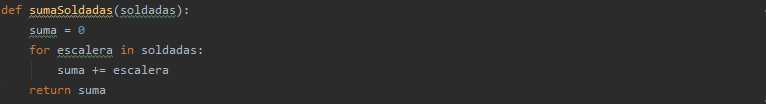 def sumaSoldadas(soldadas):
    suma = 0
    for escalera in soldadas:
        suma += escalera
    return suma